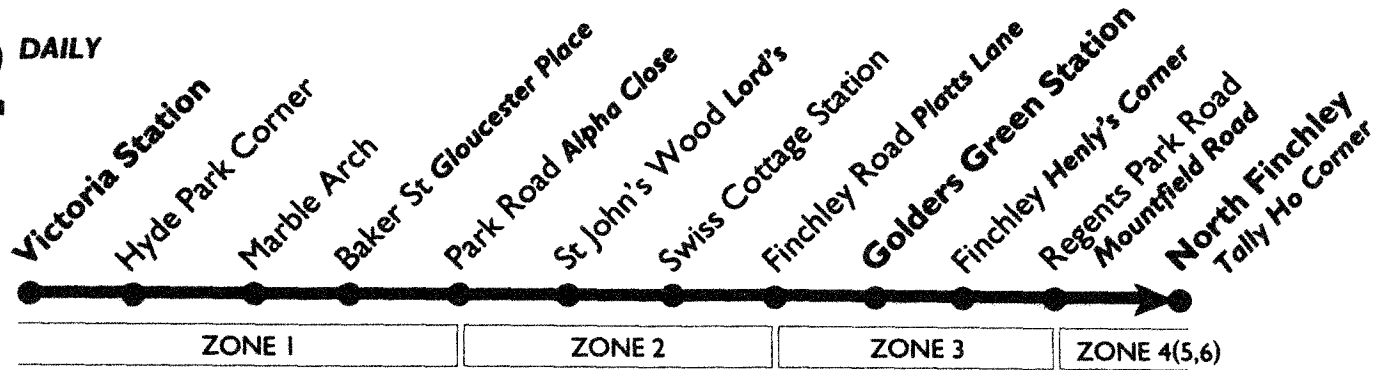 DAILY
Victoria Station
Hyde Park Corner
Marble Arch
Baker St Gloucester Place
Park Road Alpha Close
St John's Wood Lord's
Swiss Cottage Station
Finchley Road Platts Lane
Golders Green Station
Finchley Henly's Corner
Regents Park Road
Mountfield Road
North Finchley
Tally Ho Corner
ZONE 1
ZONE 2
ZONE 3
ZONE 4(5,6)